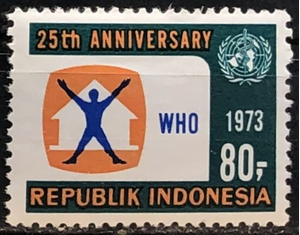 25th ANNIVERSARY
WHO 1973
80,-
REPUBLIK INDONESIA